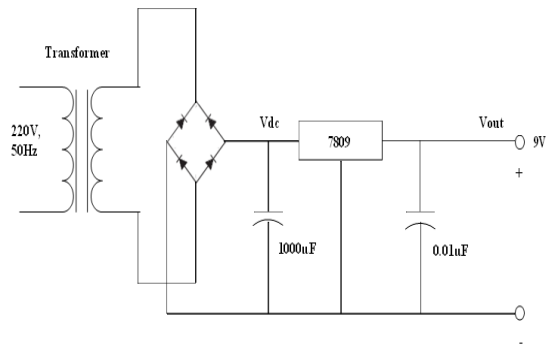 Transformer
220V,
50Hz
Vdc
7809
Vout
9V
+
1000uF
0.01uF
-